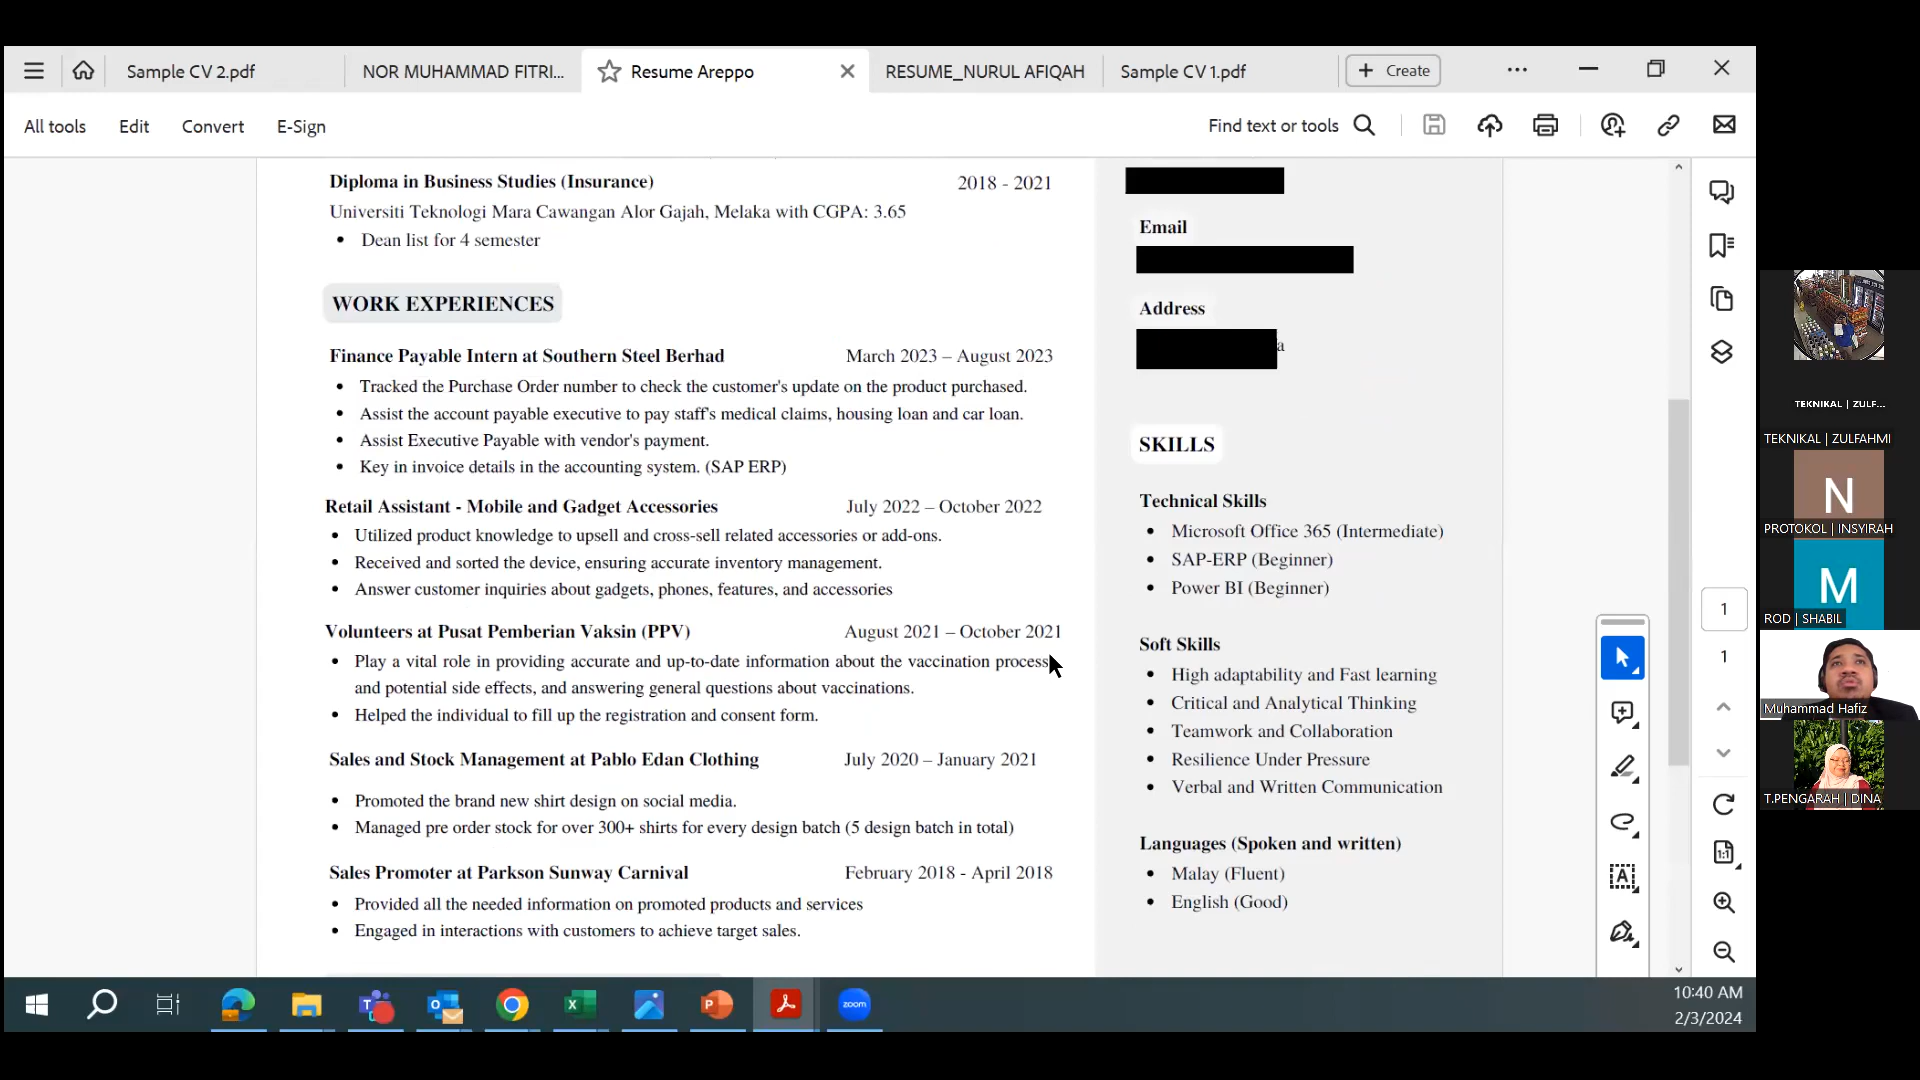 Sample CV 2.pdf
NOR MUHAMMAD FITRI...
Resume Areppo
RESUME_NURUL AFIQAH
Sample CV 1.pdf
Create
All tools
Edit
Convert
E-Sign
Find text or tools
Diploma in Business Studies (Insurance)
2018 - 2021
Universiti Teknologi Mara Cawangan Alor Gajah, Melaka with CGPA: 3.65
• Dean list for 4 semester
WORK EXPERIENCES
Finance Payable Intern at Southern Steel Berhad
March 2023 – August 2023
• Tracked the Purchase Order number to check the customer's update on the product purchased.
• Assist the account payable executive to pay staff's medical claims, housing loan and car loan.
• Assist Executive Payable with vendor's payment.
• Key in invoice details in the accounting system. (SAP ERP)
Retail Assistant - Mobile and Gadget Accessories
July 2022 – October 2022
• Utilized product knowledge to upsell and cross-sell related accessories or add-ons.
• Received and sorted the device, ensuring accurate inventory management.
• Answer customer inquiries about gadgets, phones, features, and accessories
Volunteers at Pusat Pemberian Vaksin (PPV)
August 2021 – October 2021
• Play a vital role in providing accurate and up-to-date information about the vaccination process
and potential side effects, and answering general questions about vaccinations.
• Helped the individual to fill up the registration and consent form.
Sales and Stock Management at Pablo Edan Clothing
July 2020 – January 2021
• Promoted the brand new shirt design on social media.
• Managed pre order stock for over 300+ shirts for every design batch (5 design batch in total)
Sales Promoter at Parkson Sunway Carnival
February 2018 - April 2018
• Provided all the needed information on promoted products and services
• Engaged in interactions with customers to achieve target sales.
Email
Address
a
SKILLS
Technical Skills
• Microsoft Office 365 (Intermediate)
• SAP-ERP (Beginner)
• Power BI (Beginner)
Soft Skills
• High adaptability and Fast learning
• Critical and Analytical Thinking
• Teamwork and Collaboration
• Resilience Under Pressure
• Verbal and Written Communication
Languages (Spoken and written)
• Malay (Fluent)
• English (Good)
1
1
1:1
TEKNIKAL | ZULF...
TEKNIKAL | ZULFAHMI
N
PROTOKOL | INSYIRAH
M
ROD | SHABIL
Muhammad Hafiz
T.PENGARAH | DINA
zoom
10:40 AM
2/3/2024